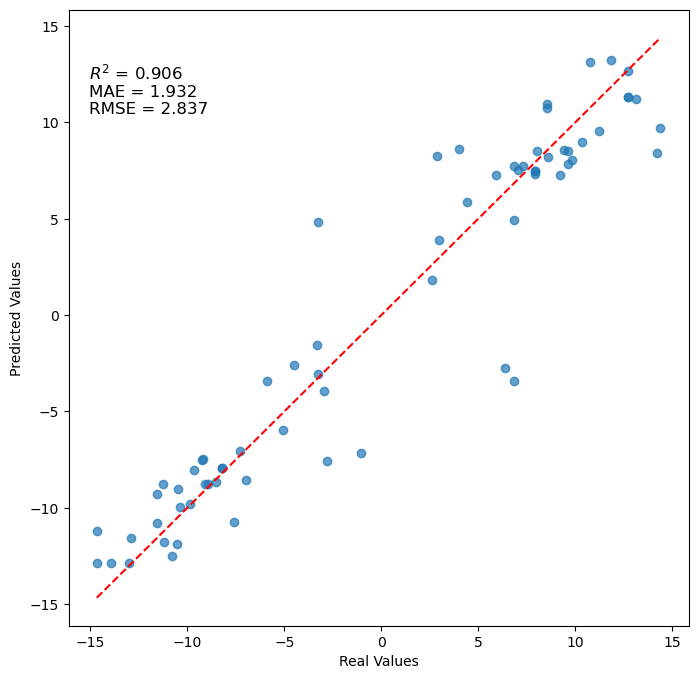 15
10
5
0
−5
−10
−15
Predicted Values
R² = 0.906
MAE = 1.932
RMSE = 2.837
−15 −10 −5 0 5 10 15
Real Values